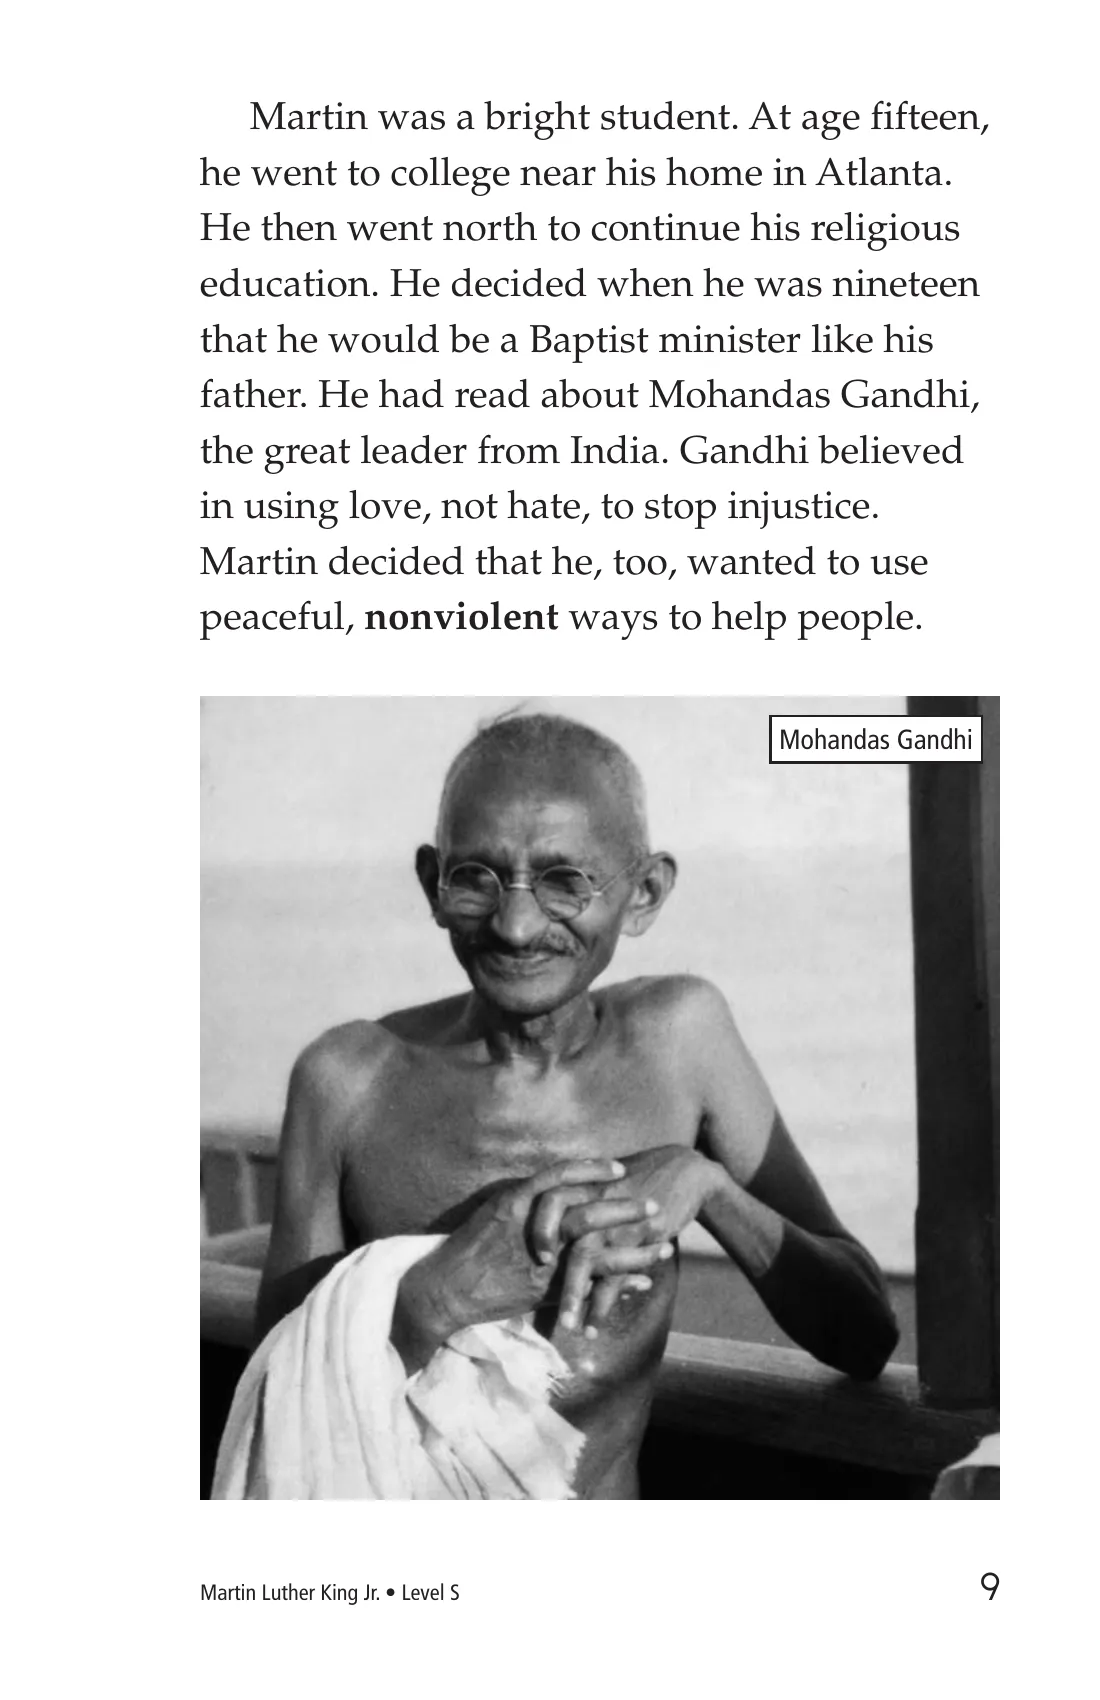 Martin was a bright student. At age fifteen,
he went to college near his home in Atlanta.
He then went north to continue his religious
education. He decided when he was nineteen
that he would be a Baptist minister like his
father. He had read about Mohandas Gandhi,
the great leader from India. Gandhi believed
in using love, not hate, to stop injustice.
Martin decided that he, too, wanted to use
peaceful, nonviolent ways to help people.
Mohandas Gandhi
Martin Luther King Jr. • Level S
9